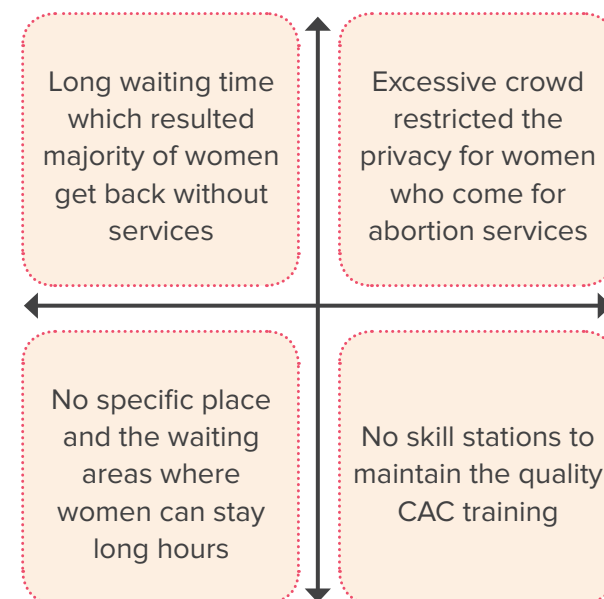 Long waiting time
which resulted
majority of women
get back without
services
Excessive crowd
restricted the
privacy for women
who come for
abortion services
No specific place
and the waiting
areas where
women can stay
long hours
No skill stations to
maintain the quality
CAC training